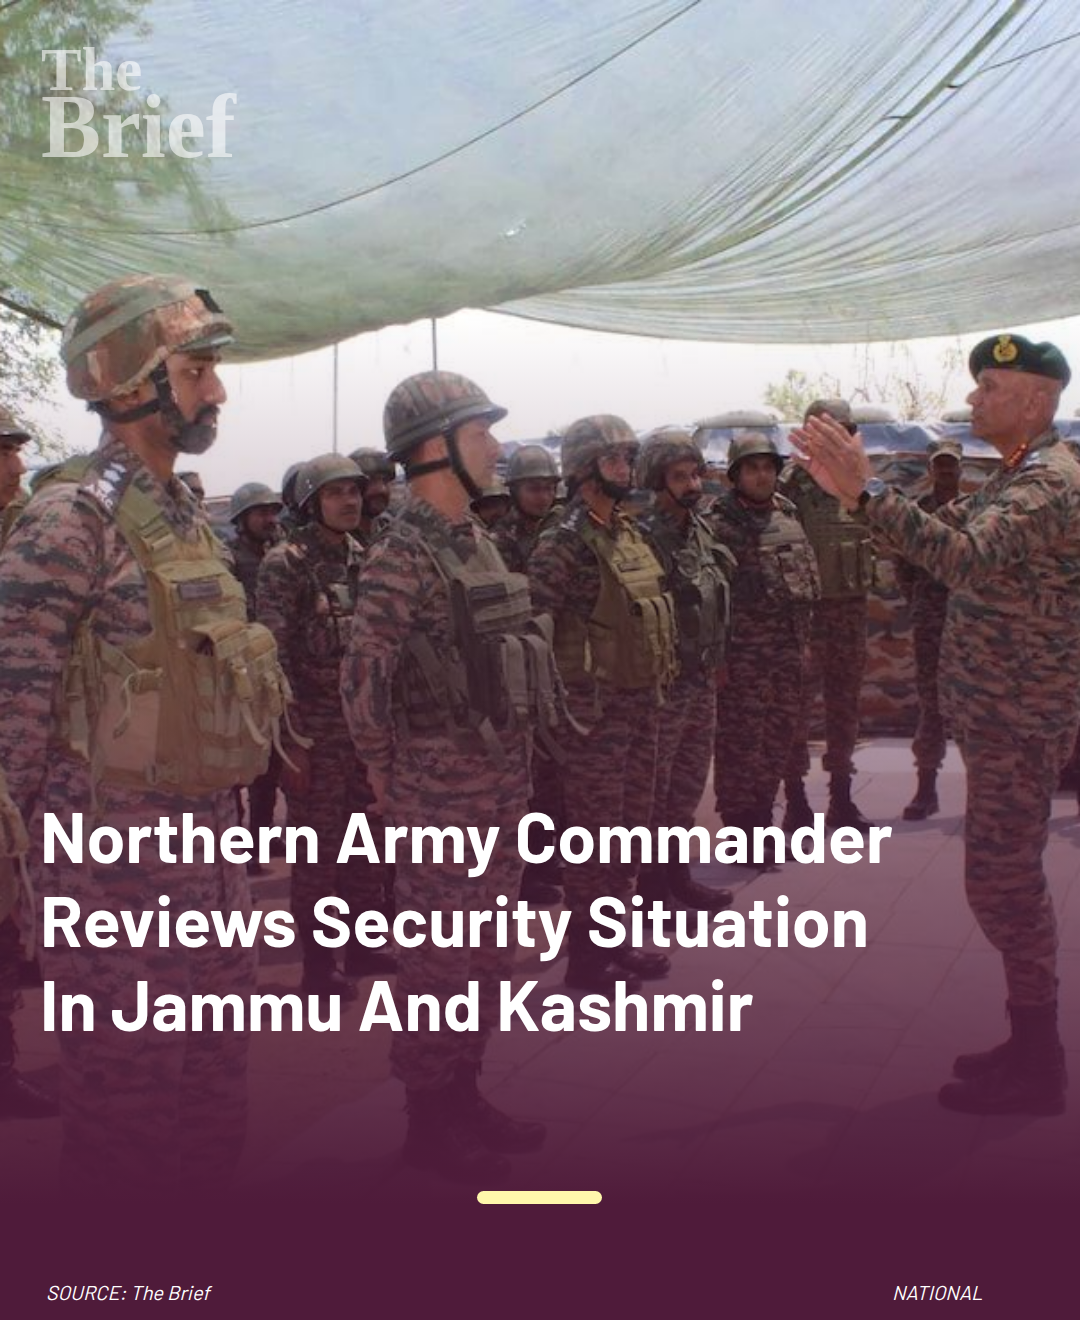 The
Brief
Northern Army Commander
Reviews Security Situation
In Jammu And Kashmir
SOURCE: The Brief
NATIONAL